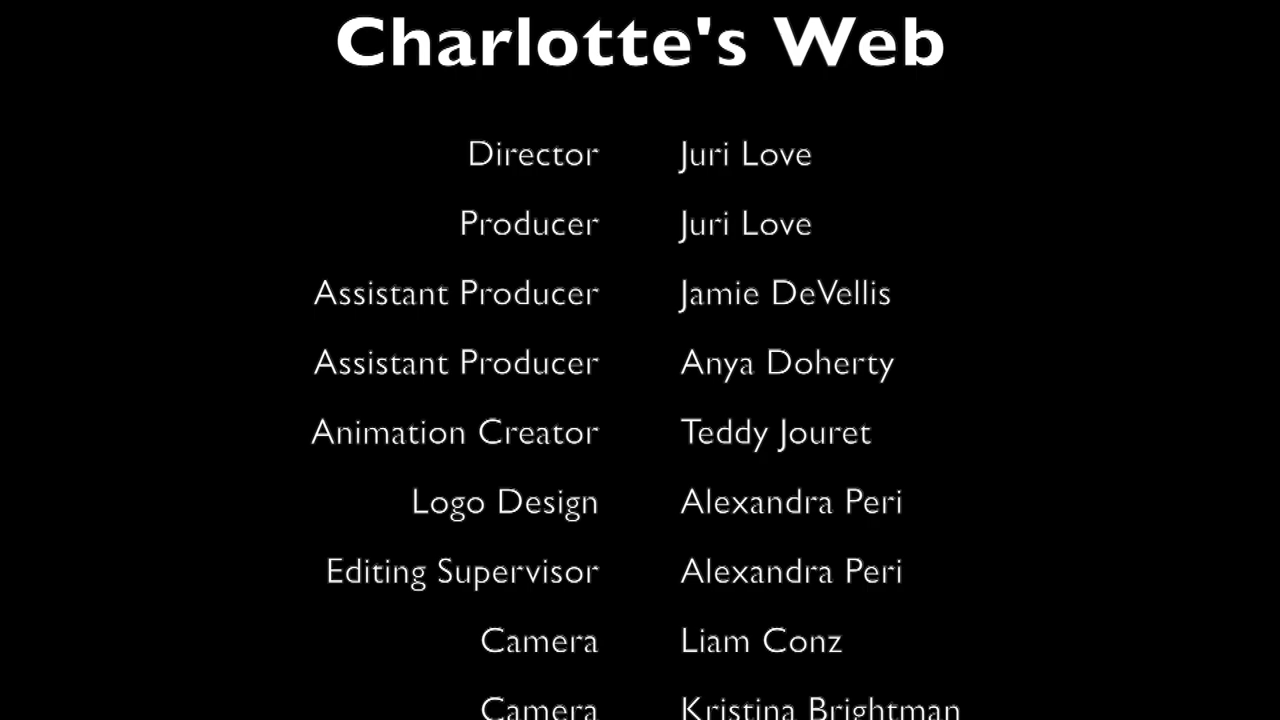 Charlotte's Web
Director Juri Love
Producer Juri Love
Assistant Producer Jamie DeVellis
Assistant Producer Anya Doherty
Animation Creator Teddy Jouret
Logo Design Alexandra Peri
Editing Supervisor Alexandra Peri
Camera Liam Conz
Camera Kristina Brightman